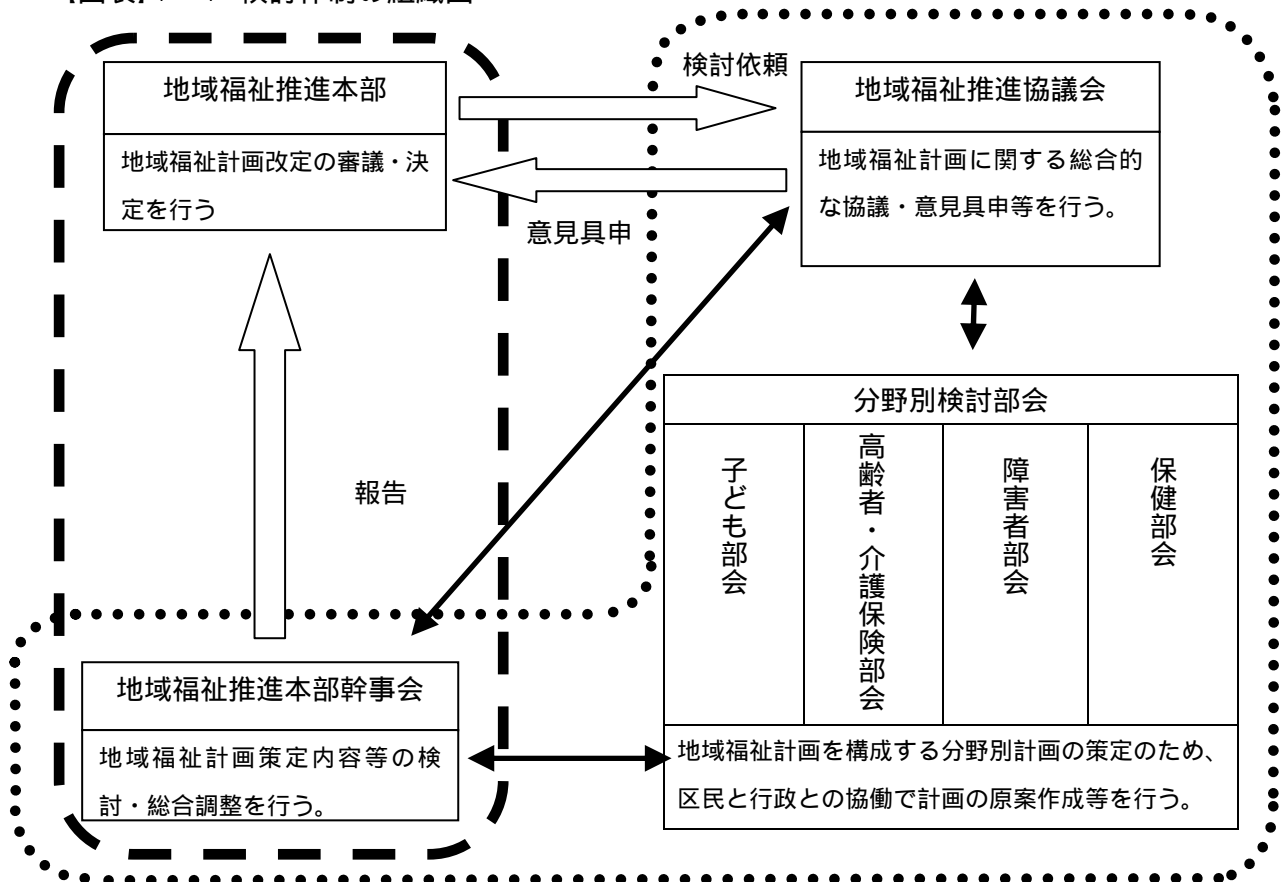 検討体制の組織図
地域福祉推進本部
地域福祉計画改定の審議・決
定を行う
検討依頼
意見具申
地域福祉推進協議会
地域福祉計画に関する総合的
な協議・意見具申等を行う。
報告
分野別検討部会
子ども部会
高齢者・介護保険部会
障害者部会
保健部会
地域福祉計画を構成する分野別計画の策定のため、
区民と行政との協働で計画の原案作成等を行う。
地域福祉推進本部幹事会
地域福祉計画策定内容等の検
討・総合調整を行う。